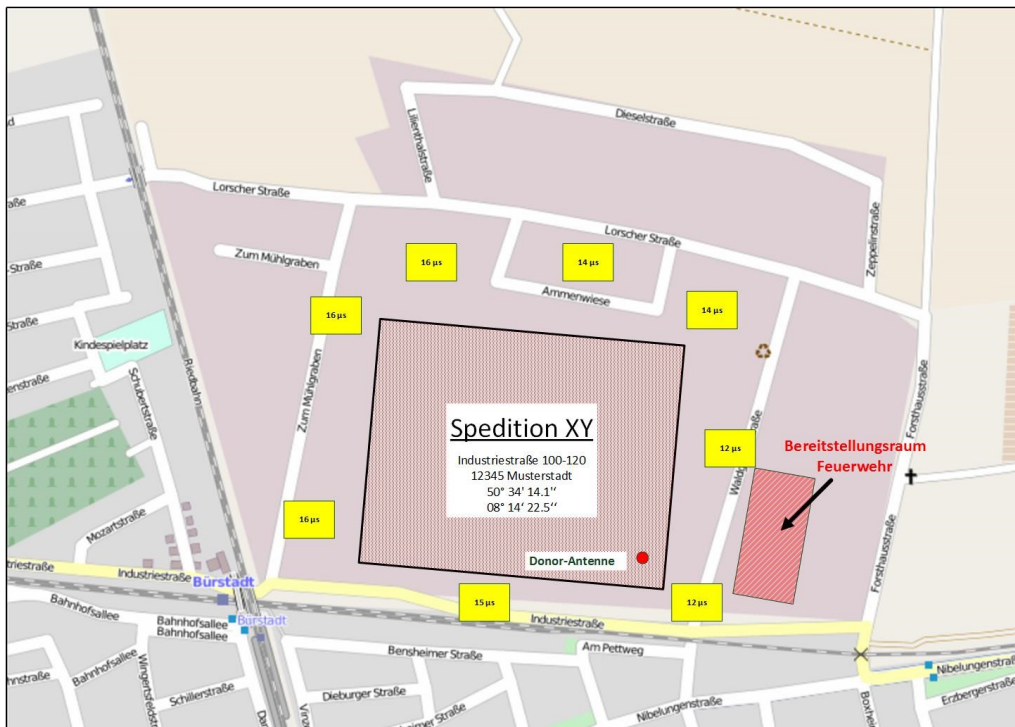 Dieselstraße
Lilienthalstraße
Lorscher Straße
Zeppelinstraße
Lorscher Straße
Zum Mühlgraben
16 µs
14 µs
Ammenwiese
16 µs
14 µs
Kindespielplatz
Riedbahn
Schubertstraße
Zum Mühlgraben
Forsthausstraße
Spedition XY
Industriestraße 100-120
12345 Musterstadt
50° 34' 14.1''
08° 14‘ 22.5‘‘
12 µs
Bereitstellungsraum
Feuerwehr
Mozartstraße
16 µs
Donor-Antenne
Forsthausstraße
Industriestraße
Bürstadt
15 µs
12 µs
Industriestraße
Bahnhofsallee
Bahnhofsallee
Bahnhofsallee
Bürstadt
Bahnhofsallee
Bensheimer Straße
Am Pettweg
Nibelungenstraße
Schillerstraße
Dieburger Straße
Nibelungenstraße
Erzbergerstraße